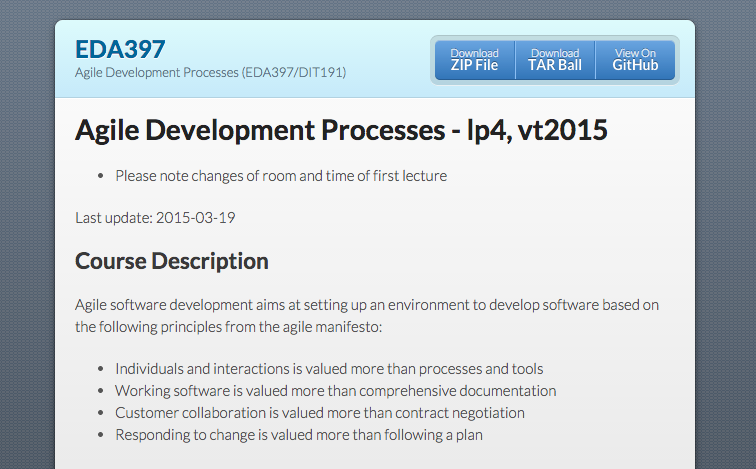 EDA397
Agile Development Processes (EDA397/DIT191)
Download
ZIP File
Download
TAR Ball
View On
GitHub
Agile Development Processes - lp4, vt2015
• Please note changes of room and time of first lecture
Last update: 2015-03-19
Course Description
Agile software development aims at setting up an environment to develop software based on
the following principles from the agile manifesto:
• Individuals and interactions is valued more than processes and tools
• Working software is valued more than comprehensive documentation
• Customer collaboration is valued more than contract negotiation
• Responding to change is valued more than following a plan